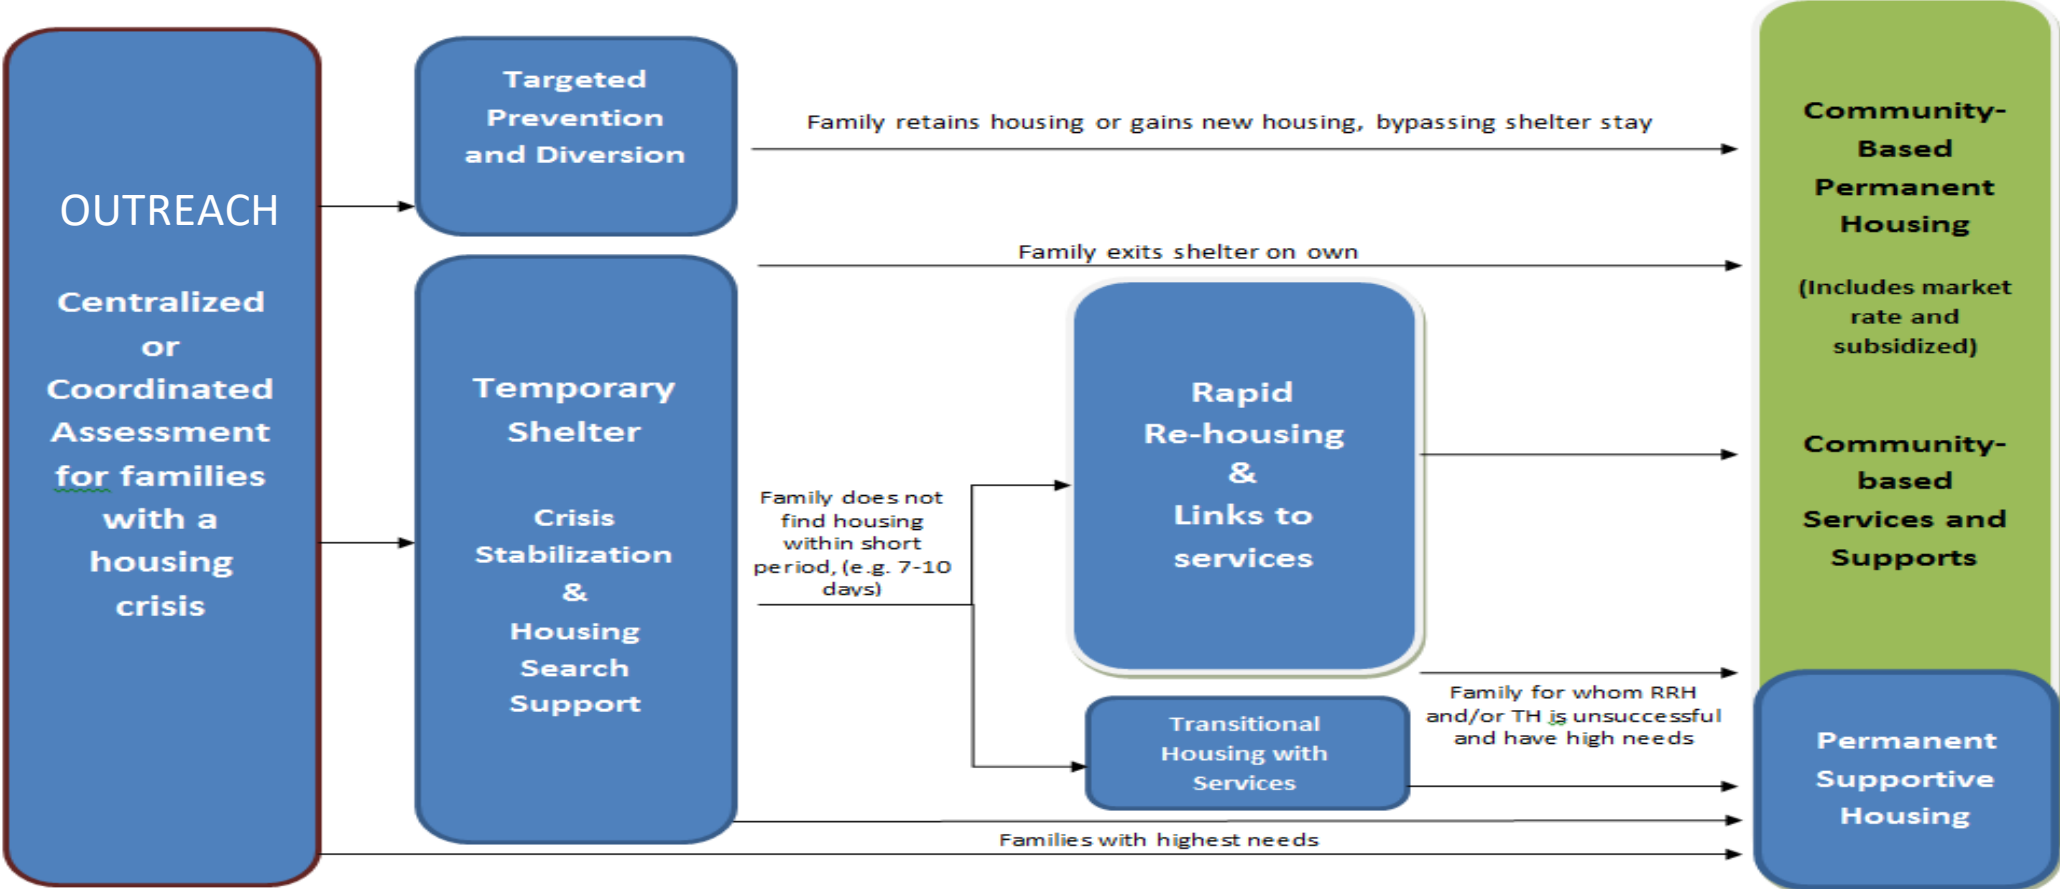 OUTREACH
Centralized
or
Coordinated
Assessment
for families
with a
housing
crisis
Targeted
Prevention
and Diversion
Temporary
Shelter
Crisis
Stabilization
&
Housing
Search
Support
Family retains housing or gains new housing, bypassing shelter stay
Family exits shelter on own
Family does not
find housing
within short
period, (e.g. 7-10
days)
Rapid
Re-housing
&
Links to
services
Transitional
Housing with
Services
Family for whom RRH
and/or TH is unsuccessful
and have high needs
Families with highest needs
Community-
Based
Permanent
Housing
(Includes market
rate and
subsidized)
Community-
based
Services and
Supports
Permanent
Supportive
Housing